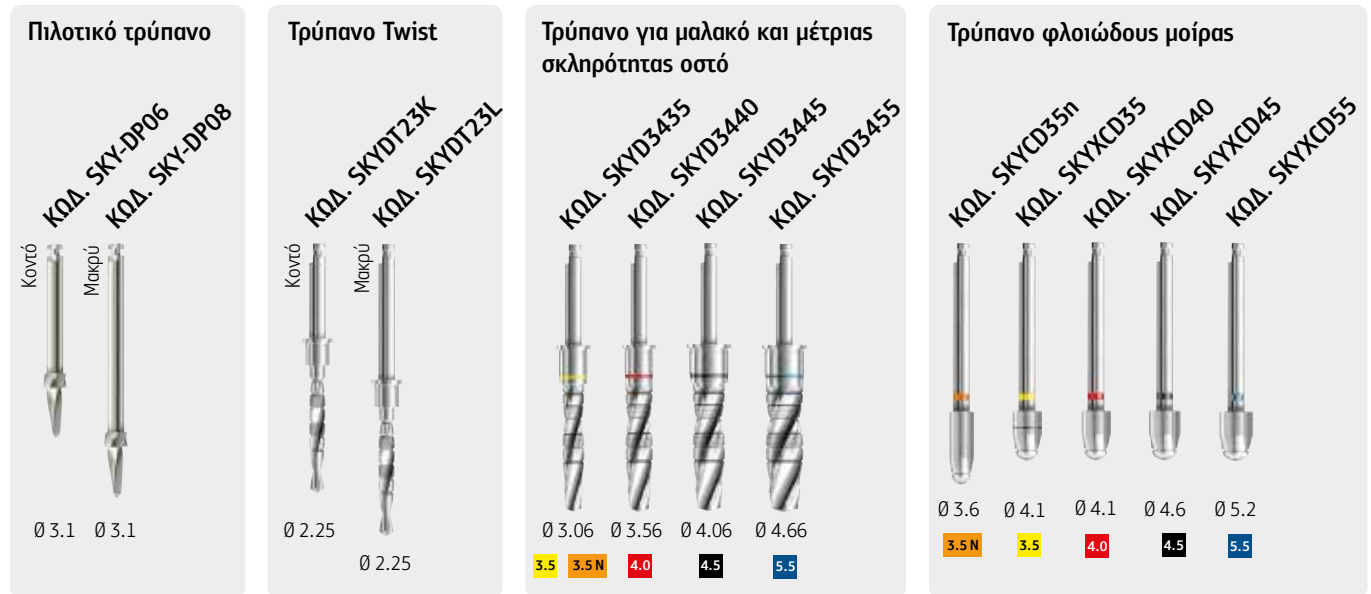 Πιλοτικό τρύπανο
ΚΩΔ. SKY-DP06
ΚΩΔ. SKY-DP08
Κοντό
Μακρύ
Ø 3.1
Ø 3.1
Τρύπανο Twist
ΚΩΔ. SKYDT23K
ΚΩΔ. SKYDT23L
Κοντό
Μακρύ
Ø 2.25
Ø 2.25
Τρύπανο για μαλακό και μέτριας
σκληρότητας οστό
ΚΩΔ. SKYD3435
ΚΩΔ. SKYD3440
ΚΩΔ. SKYD3445
ΚΩΔ. SKYD3455
Ø 3.06 Ø 3.56 Ø 4.06 Ø 4.66
3.5 3.5 N 4.0 4.5 5.5
Τρύπανο φλοιώδους μοίρας
ΚΩΔ. SKYCD35n
ΚΩΔ. SKYXCD35
ΚΩΔ. SKYXCD40
ΚΩΔ. SKYXCD45
ΚΩΔ. SKYXCD55
Ø 3.6 Ø 4.1 Ø 4.1 Ø 4.6 Ø 5.2
3.5 N 3.5 4.0 4.5 5.5